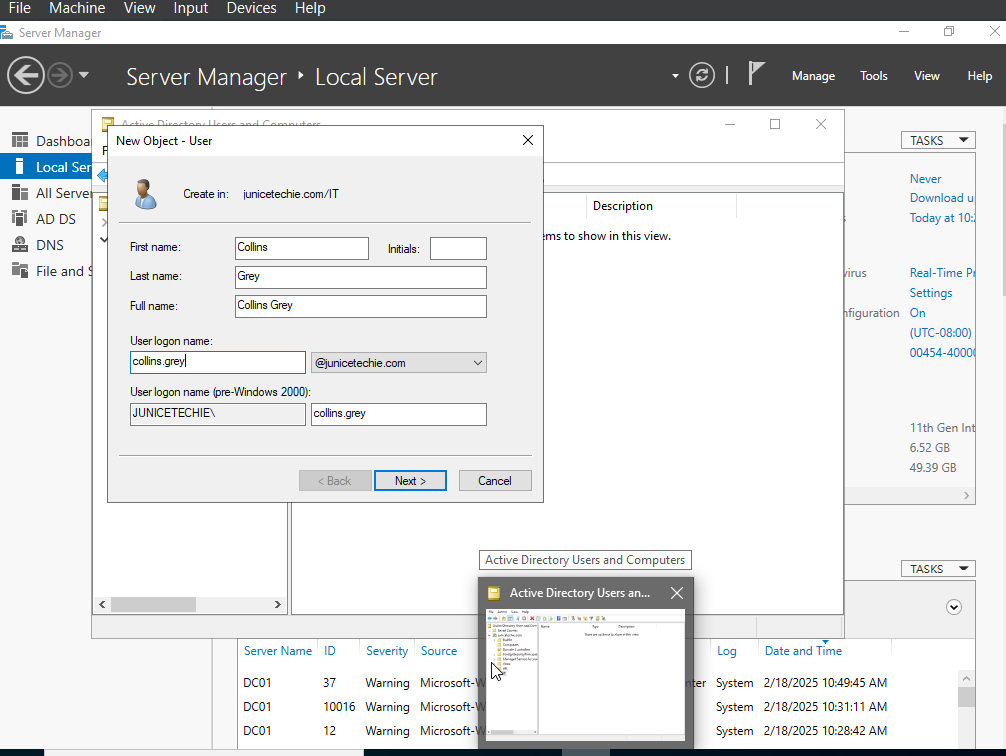 File Machine View Input Devices Help
Server Manager
Server Manager ‣ Local Server
Manage Tools View Help
Active Directory Users and Computers
New Object - User
Dashboa
Local Ser
All Server
AD DS
DNS
File and S
Create in: junicetechie.com/IT
First name: Collins Initials:
Last name: Grey
Full name: Collins Grey
User logon name:
collins.grey @junicetechie.com
User logon name (pre-Windows 2000):
JUNICETECHIE\ collins.grey
< Back Next > Cancel
Description
ems to show in this view.
TASKS
Never
Download u
Today at 10:2
virus Real-Time Pr
Settings
nfiguration On
(UTC-08:00)
00454-40000
11th Gen Int
6.52 GB
49.39 GB
TASKS
Active Directory Users and Computers
Active Directory Users an...
Server Name ID Severity Source Log Date and Time
DC01 37 Warning Microsoft-W nter System 2/18/2025 10:49:45 AM
DC01 10016 Warning Microsoft-W System 2/18/2025 10:31:11 AM
DC01 12 Warning Microsoft-W System 2/18/2025 10:28:42 AM